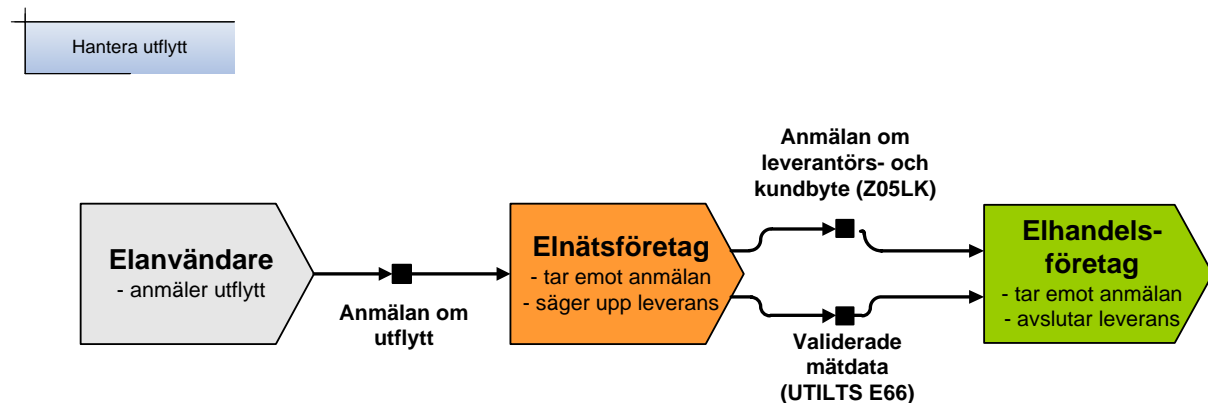 Hantera utflytt
Elanvändare
- anmäler utflytt
Anmälan om
utflytt
Elnätsföretag
- tar emot anmälan
- säger upp leverans
Anmälan om
leverantörs- och
kundbyte (Z05LK)
Validerade
mätdata
(UTILTS E66)
Elhandels-
företag
- tar emot anmälan
- avslutar leverans